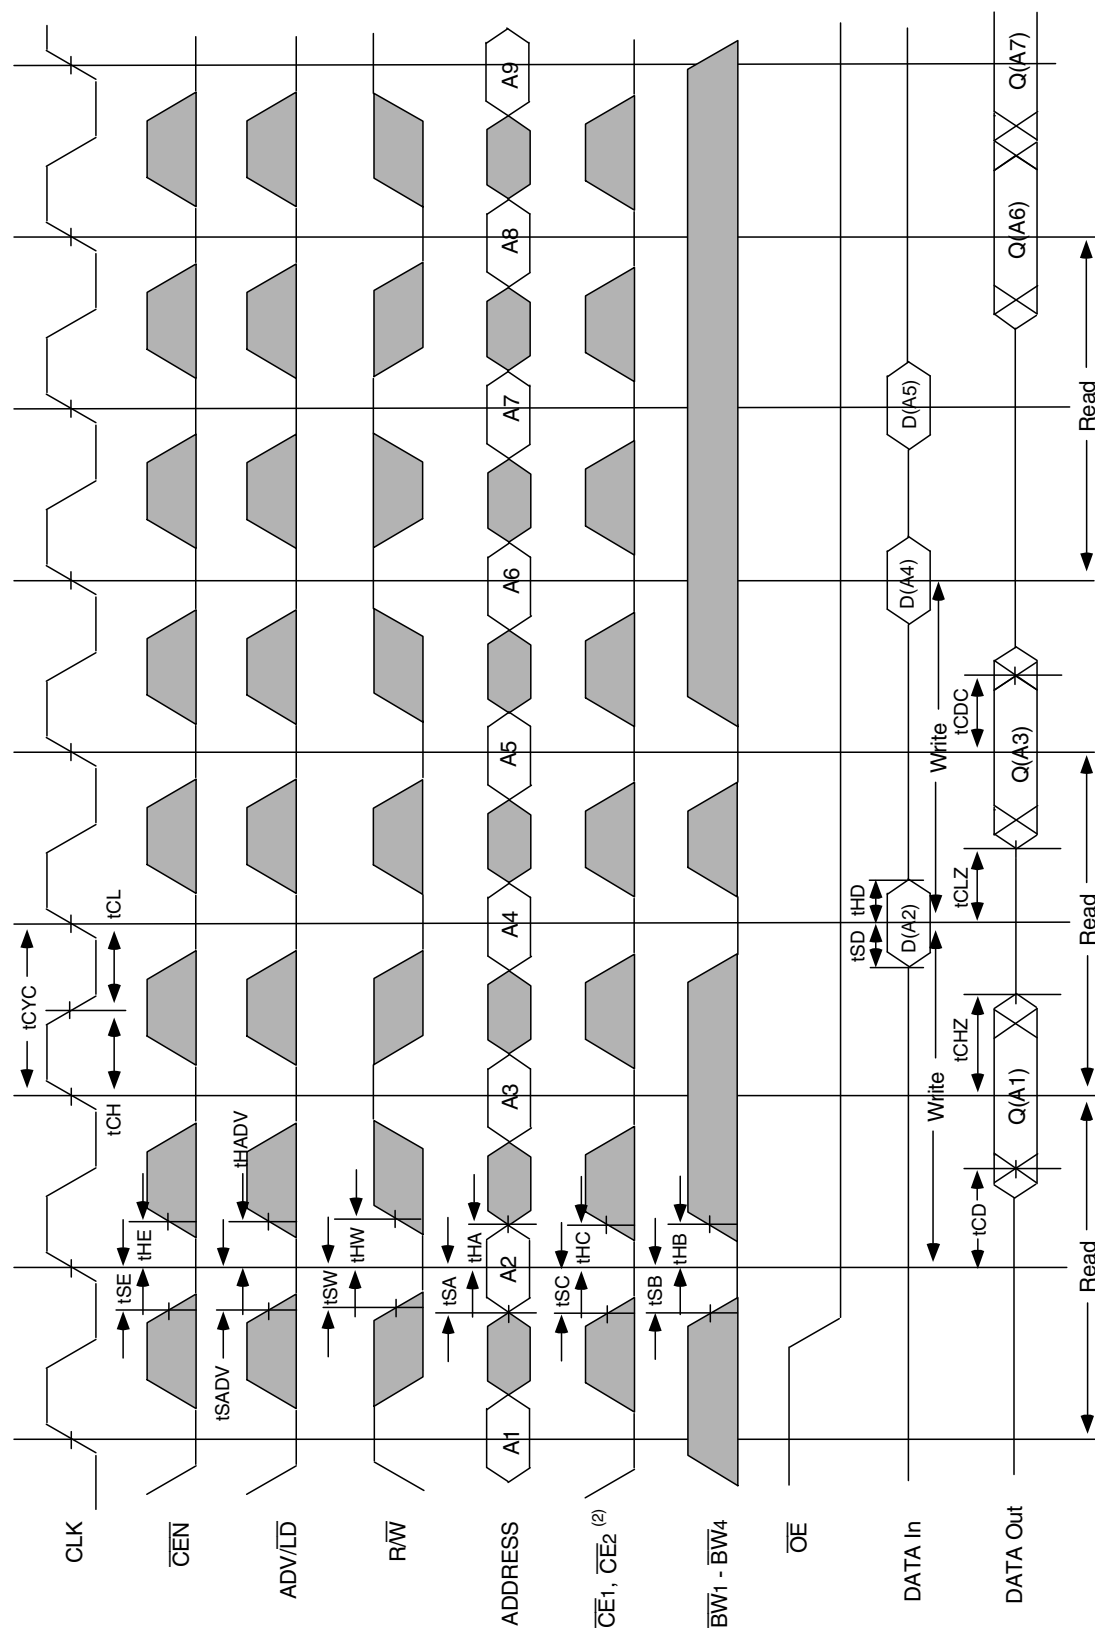 CLK
tCYC
tCH
tCL
CEN
tSE
tHE
ADV/LD
tSADV
tHADV
R/W
tSW
tHW
ADDRESS
A1
tSA
tHA
A2
A3
A4
A5
A6
A7
A8
A9
CE1, CE2 (2)
tSC
tHC
BW1 - BW4
tSB
tHB
OE
DATA In
tSD
tHD
D(A2)
D(A4)
D(A5)
Write
Write
DATA Out
tCD
Q(A1)
tCHZ
tCLZ
Q(A3)
tCDC
Q(A6)
Q(A7)
Read
Read
Read